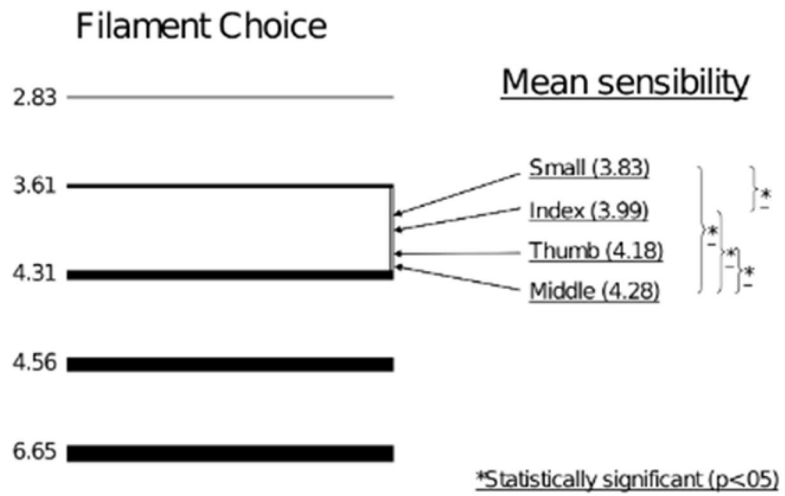 Filament Choice
Mean sensibility
2.83
3.61
4.31
4.56
6.65
Small (3.83)
Index (3.99)
Thumb (4.18)
Middle (4.28)
*
*
*
*
*Statistically significant (p<05)